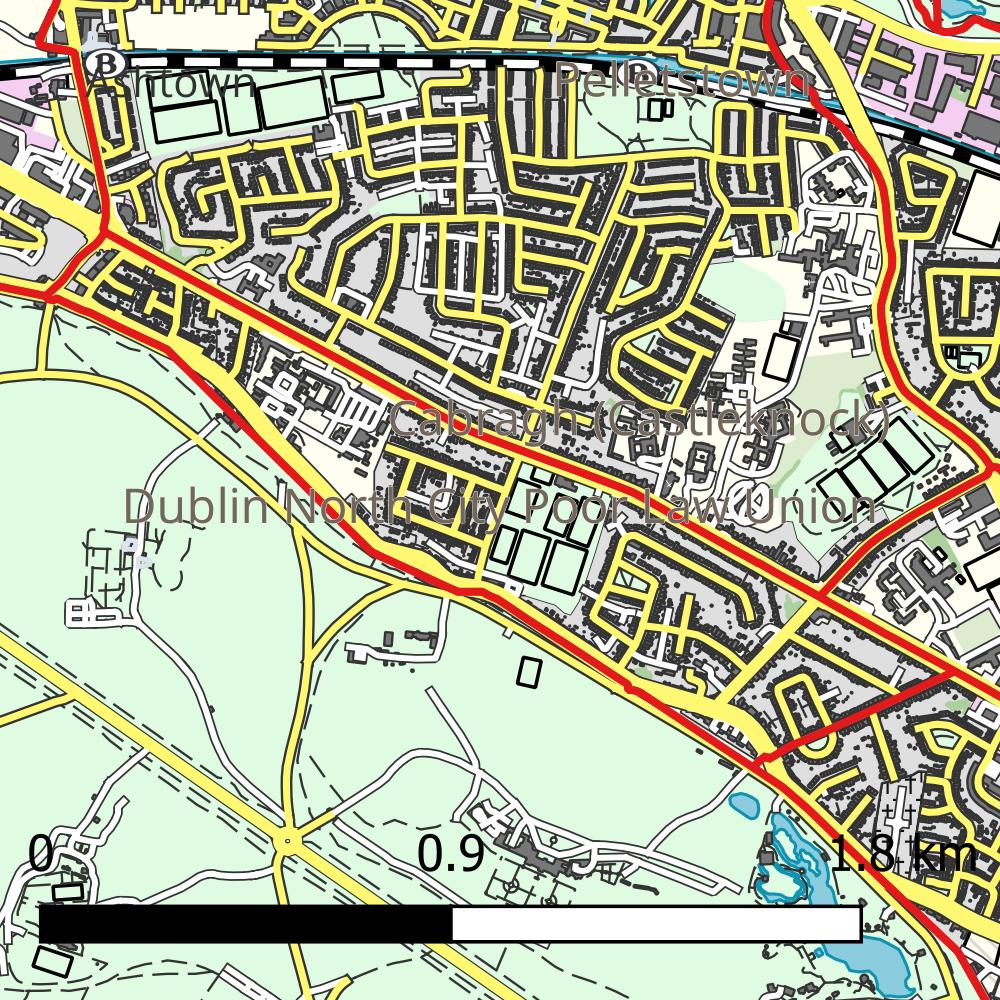 B
Ashtown
B
Pelletstown
Cabragh (Castleknock)
Dublin North City Poor Law Union
0 0.9 1.8 km